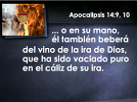 Apocalipsis 14:9, 10
... o en su mano,
él también beberá
del vino de la ira de Dios,
que ha sido vaciado puro
en el cáliz de su ira.